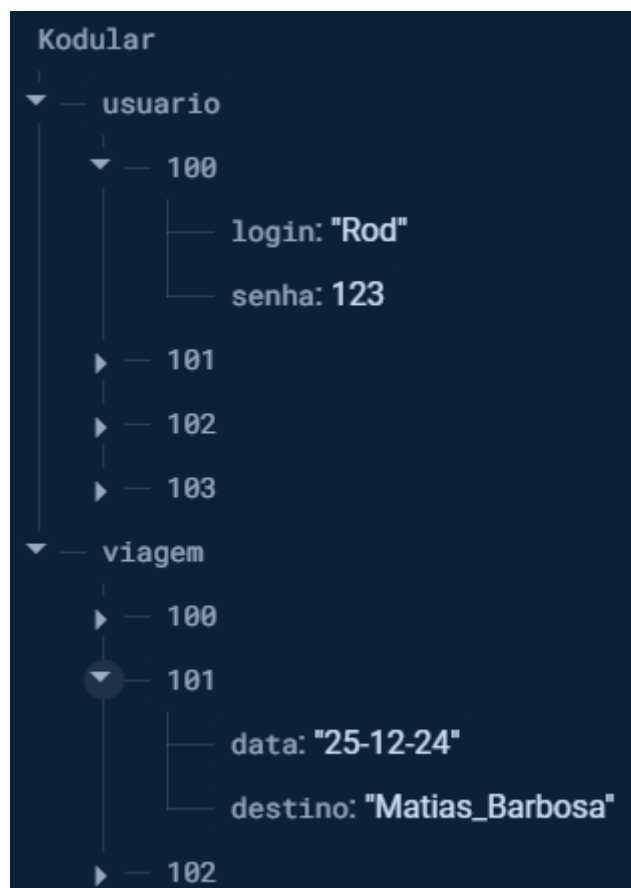 Kodular
usuario
100
login: "Rod"
senha: 123
101
102
103
viagem
100
101
data: "25-12-24"
destino: "Matias_Barbosa"
102